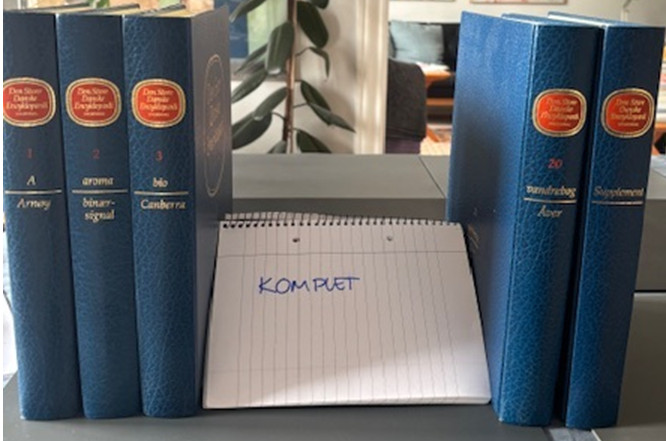 Den Store
Danske
Encyklopædi
1
A
Arnøy
Den Store
Danske
Encyklopædi
2
aroma
binær-
signal
Den Store
Danske
Encyklopædi
3
bio
Canberra
KOMPLET
Den Store
Danske
Encyklopædi
20
vandrebog
Aver
Den Store
Danske
Encyklopædi
Supplement